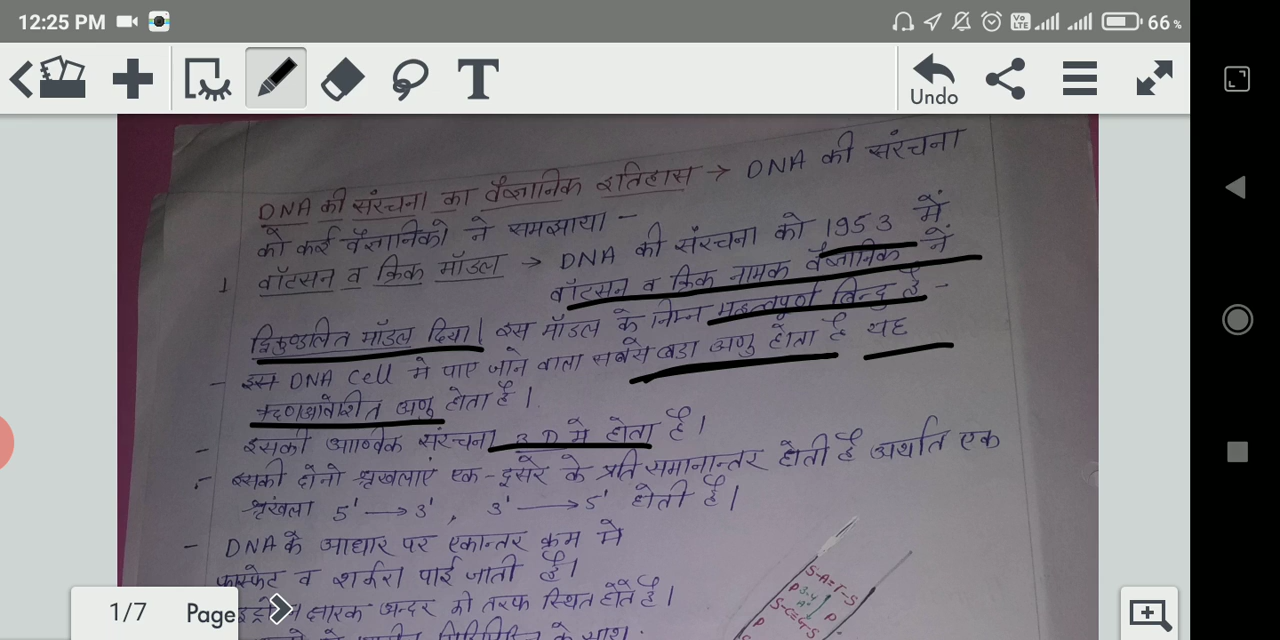 12:25 PM
Vo LTE
66%
Undo
DNA की संरचना का वैज्ञानिक इतिहास → DNA की संरचना
को कई वैज्ञानिको ने समझाया -
1 वॉटसन व क्रिक मॉडल → DNA की संरचना को 1953 में
वॉटसन व क्रिक नामक वैज्ञानिक ने
द्विकुण्डलित मॉडल दिया। इस मॉडल के निम्न महत्वपूर्ण बिन्दु है -
- इस DNA Cell मे पाए जाने वाला सबसे बडा अणु होता है यह
ऋणआवेशित अणु होता है।
- इसकी आण्विक संरचना 3D मे होता है।
- इसकी दोनो श्रृखलाएं एक-दूसरे के प्रति समानान्तर होती है अर्थात एक
श्रृंखला 5' → 3' , 3' → 5' होती है।
- DNA के आधार पर एकान्तर क्रम मे
फास्फेट व शर्करा पाई जाती है।
क्षारक अन्दर की तरफ स्थित होते है।
के साथ
S-A=T-S
P
P
S-C≡G-S
P
1/7
Page